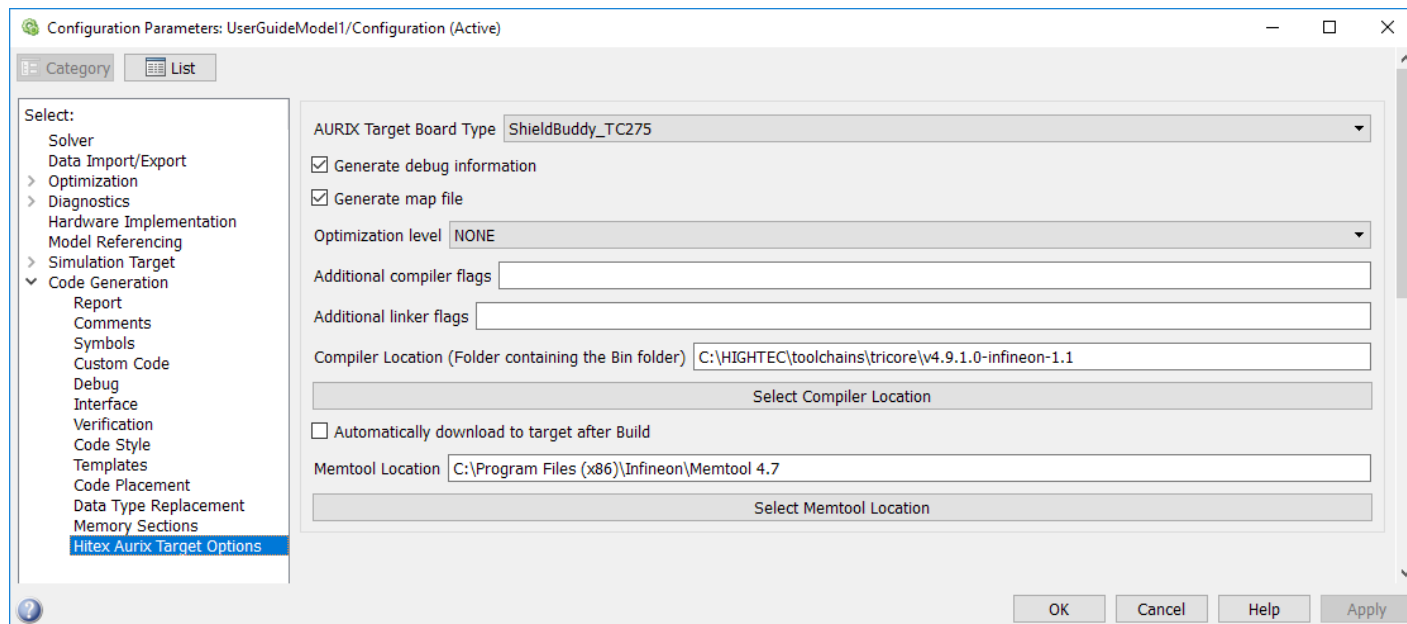 Configuration Parameters: UserGuideModel1/Configuration (Active)
Category
List
Select:
Solver
Data Import/Export
Optimization
Diagnostics
Hardware Implementation
Model Referencing
Simulation Target
Code Generation
Report
Comments
Symbols
Custom Code
Debug
Interface
Verification
Code Style
Templates
Code Placement
Data Type Replacement
Memory Sections
Hitex Aurix Target Options
AURIX Target Board Type ShieldBuddy_TC275
Generate debug information
Generate map file
Optimization level NONE
Additional compiler flags
Additional linker flags
Compiler Location (Folder containing the Bin folder) C:\HIGHTEC\toolchains\tricore\v4.9.1.0-infineon-1.1
Select Compiler Location
Automatically download to target after Build
Memtool Location C:\Program Files (x86)\Infineon\Memtool 4.7
Select Memtool Location
OK Cancel Help Apply